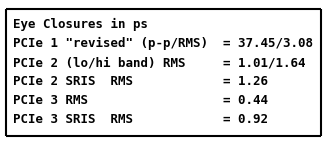 Eye Closures in ps
PCIe 1 "revised" (p-p/RMS)  = 37.45/3.08
PCIe 2 (lo/hi band) RMS     = 1.01/1.64
PCIe 2 SRIS  RMS            = 1.26
PCIe 3 RMS                  = 0.44
PCIe 3 SRIS  RMS            = 0.92